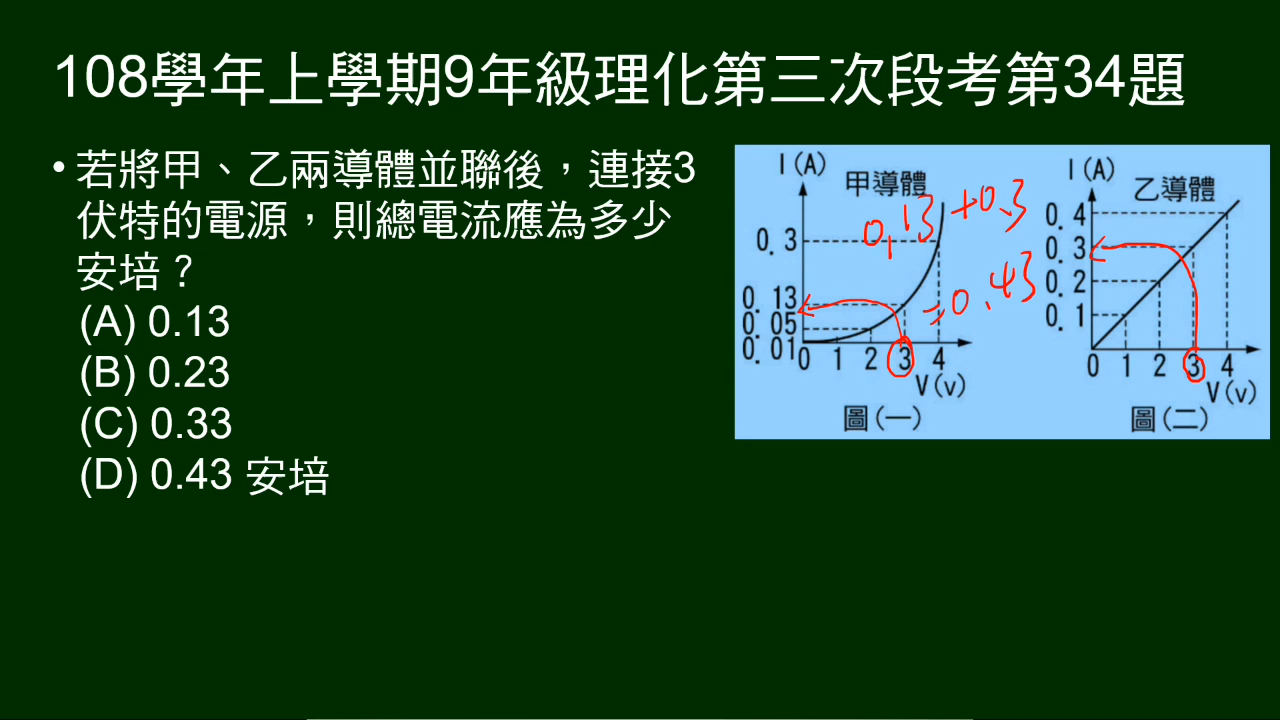 108學年上學期9年級理化第三次段考第34題
• 若將甲、乙兩導體並聯後，連接3
伏特的電源，則總電流應為多少
安培？
(A) 0.13
(B) 0.23
(C) 0.33
(D) 0.43 安培
I(A)
甲導體
0.3
0.13
0.05
0.01
0 1 2 3 4
V(v)
圖(一)
0.13+0.3
=0.43
I(A)
乙導體
0.4
0.3
0.2
0.1
0 1 2 3 4
V(v)
圖(二)